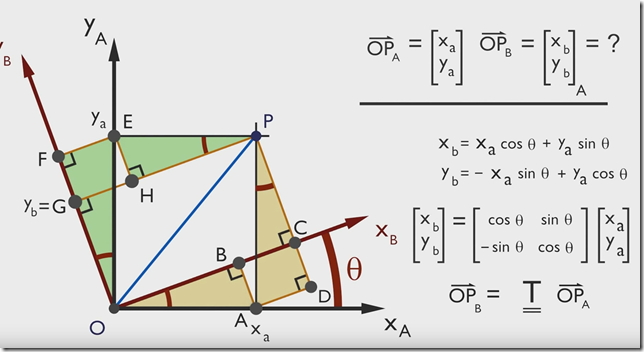 y_A
y_B
OP_A = [x_a y_a] OP_B = [x_b y_b]_A = ?
y_a E P
F
H
y_b=G
x_b = x_a cos θ + y_a sin θ
y_b = - x_a sin θ + y_a cos θ
[x_b y_b] = [cos θ sin θ -sin θ cos θ] [x_a y_a]
C x_B
B
θ
D
OP_B = T OP_A
O A x_a x_A